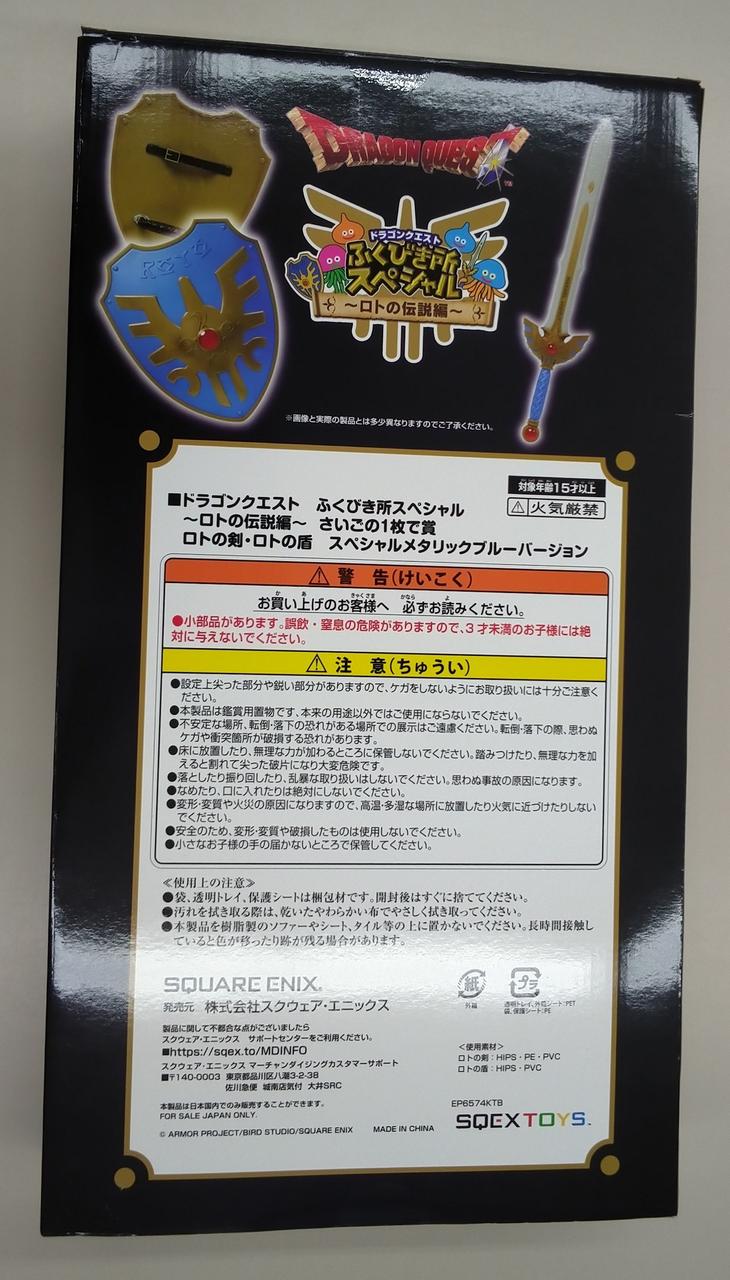 DRAGON QUEST™
ドラゴンクエスト
ふくびき所
スペシャル
〜ロトの伝説編〜
ROTO
※画像と実際の製品とは多少異なりますのでご了承ください。
対象年齢15才以上
⚠火気厳禁
■ドラゴンクエスト ふくびき所スペシャル
〜ロトの伝説編〜 さいごの1枚で賞
ロトの剣・ロトの盾 スペシャルメタリックブルーバージョン
⚠警 告(けいこく)
お買い上げのお客様へ 必ずお読みください。
●小部品があります。誤飲・窒息の危険がありますので、3才未満のお子様には絶
対に与えないでください。
⚠注 意(ちゅうい)
●設定上尖った部分や鋭い部分がありますので、ケガをしないようにお取り扱いには十分ご注意く
ださい。
●本製品は鑑賞用置物です、本来の用途以外ではご使用にならないでください。
●不安定な場所、転倒・落下の恐れがある場所での展示はご遠慮ください。転倒・落下の際、思わぬ
ケガや衝突箇所が破損する恐れがあります。
●床に放置したり、無理な力が加わるところに保管しないでください。踏みつけたり、無理な力を加
えると割れて尖った破片になり大変危険です。
●落としたり振り回したり、乱暴な取り扱いはしないでください。思わぬ事故の原因になります。
●なめたり、口に入れたりは絶対にしないでください。
●変形・変質や火災の原因になりますので、高温・多湿な場所に放置したり火気に近づけたりしない
でください。
●安全のため、変形・変質や破損したものは使用しないでください。
●小さなお子様の手の届かないところで保管してください。
≪使用上の注意≫
●袋、透明トレイ、保護シートは梱包材です。開封後はすぐに捨ててください。
●汚れを拭き取る際は、乾いたやわらかい布でやさしく拭き取ってください。
●本製品を樹脂製のソファーやシート、タイル等の上に置かないでください。長時間接触し
ていると色が移ったり跡が残る場合があります。
SQUARE ENIX®
発売元 株式会社スクウェア・エニックス
紙
外箱
プラ
透明トレイ、外箱シート:PET
袋、保護シート:PE
製品に関して不都合な点がございましたら
スクウェア・エニックス サポートセンターをご利用ください。
■https://sqex.to/MDINFO
スクウェア・エニックス マーチャンダイジングカスタマーサポート
■〒140-0003 東京都品川区八潮3-2-38
佐川急便 城南店気付 大井SRC
＜使用素材＞
ロトの剣：HIPS・PE・PVC
ロトの盾：HIPS・PVC
本製品は日本国内でのみ販売することができます。
FOR SALE JAPAN ONLY.
EP6574KTB
SQEX TOYS™
© ARMOR PROJECT/BIRD STUDIO/SQUARE ENIX MADE IN CHINA